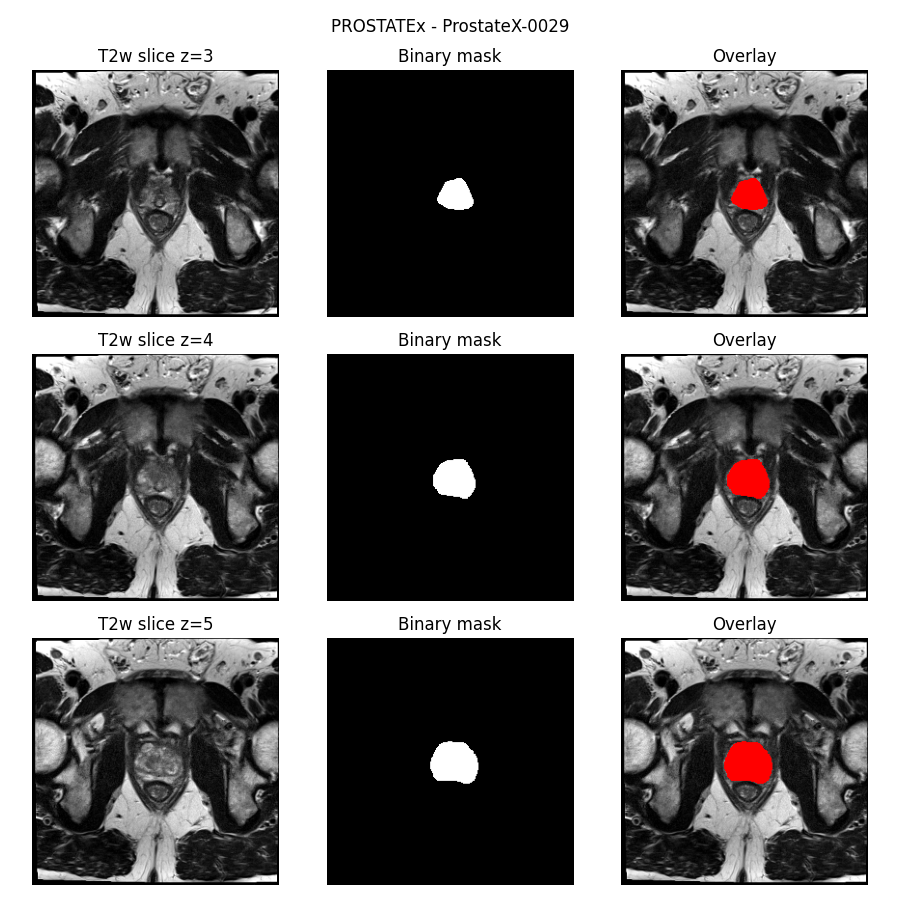 PROSTATEx - ProstateX-0029
T2w slice z=3 Binary mask Overlay
T2w slice z=4 Binary mask Overlay
T2w slice z=5 Binary mask Overlay